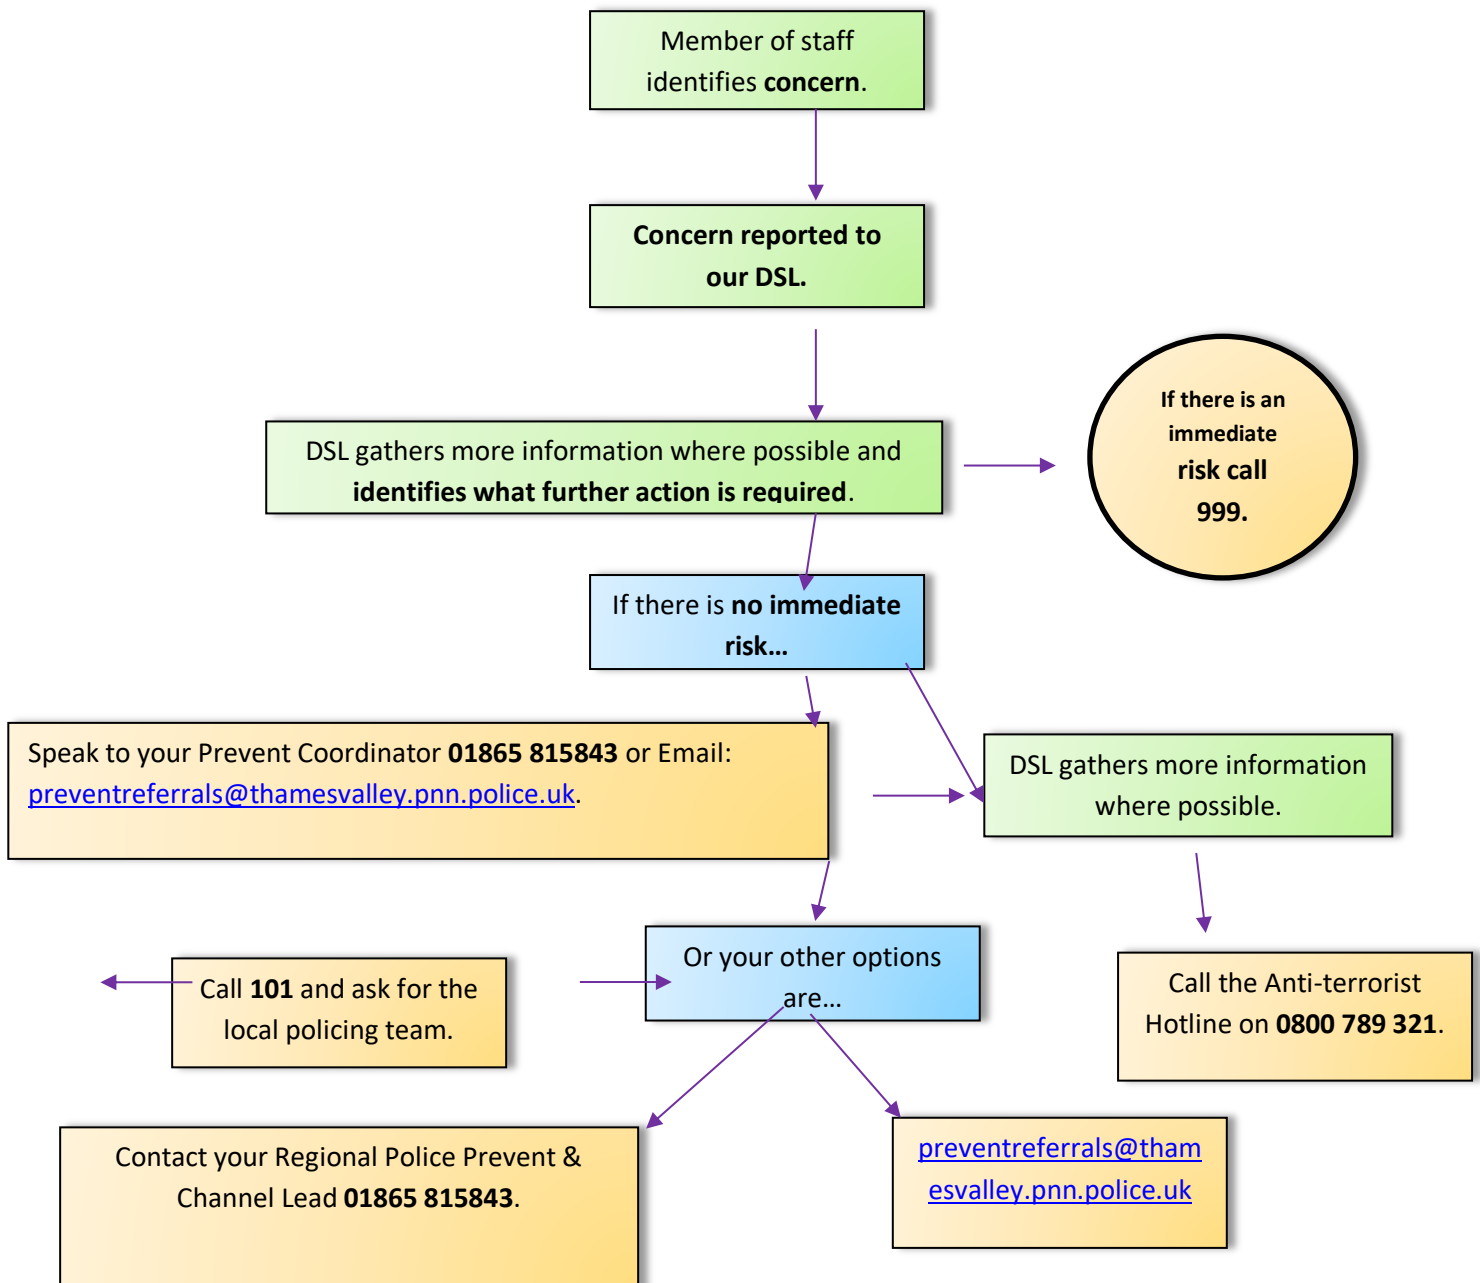 Member of staff
identifies concern.
Concern reported to
our DSL.
If there is an
immediate
risk call
999.
DSL gathers more information where possible and
identifies what further action is required.
If there is no immediate
risk…
Speak to your Prevent Coordinator 01865 815843 or Email:
preventreferrals@thamesvalley.pnn.police.uk.
DSL gathers more information
where possible.
Or your other options
are…
Call 101 and ask for the
local policing team.
Call the Anti-terrorist
Hotline on 0800 789 321.
Contact your Regional Police Prevent &
Channel Lead 01865 815843.
preventreferrals@tham
esvalley.pnn.police.uk